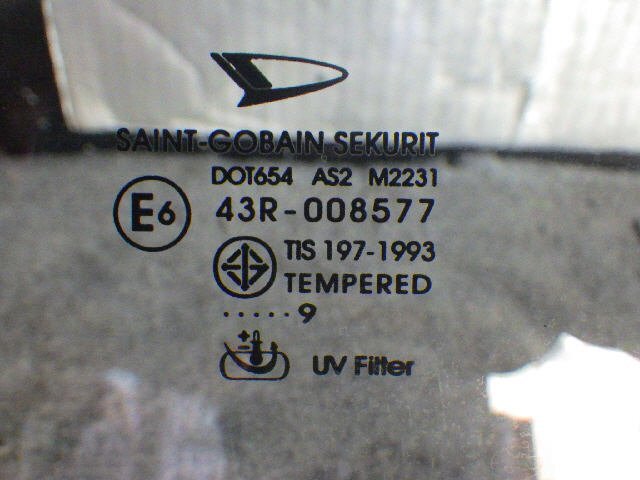 SAINT-GOBAIN SEKURIT
DOT654 AS2 M2231
E6 43R-008577
TIS 197-1993
TEMPERED
.....9
+
-
UV Filter